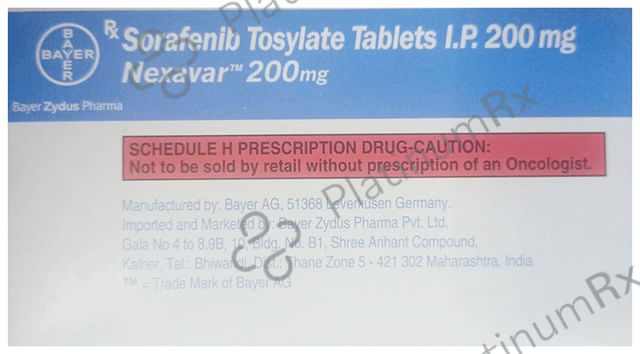 BAYER
BAYER
Rx Sorafenib Tosylate Tablets I.P. 200 mg
Nexavar™ 200mg
Bayer Zydus Pharma
SCHEDULE H PRESCRIPTION DRUG-CAUTION:
Not to be sold by retail without prescription of an Oncologist.
Manufactured by: Bayer AG, 51368 Leverkusen Germany.
Imported and Marketed by: Bayer Zydus Pharma Pvt. Ltd.
Gala No.4 to 8,9B, 10, Bldg. No. B1, Shree Arihant Compound,
Kalher, Tal.: Bhiwandi, Dist.: Thane Zone 5 - 421 302 Maharashtra, India
™ = Trade Mark of Bayer AG
PlatinumRx
PlatinumRx
PlatinumRx